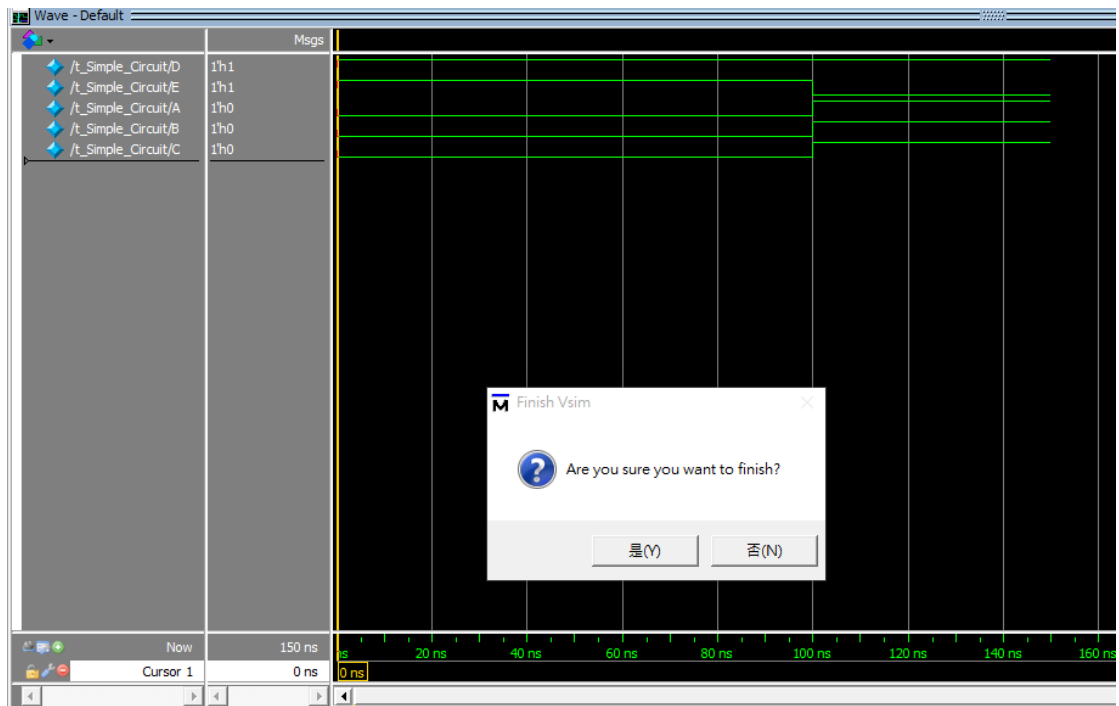 Wave - Default
Msgs
/t_Simple_Circuit/D 1'h1
/t_Simple_Circuit/E 1'h1
/t_Simple_Circuit/A 1'h0
/t_Simple_Circuit/B 1'h0
/t_Simple_Circuit/C 1'h0
M Finish Vsim
Are you sure you want to finish?
是(Y) 否(N)
Now 150 ns
ns 20 ns 40 ns 60 ns 80 ns 100 ns 120 ns 140 ns 160 ns
Cursor 1 0 ns 0 ns